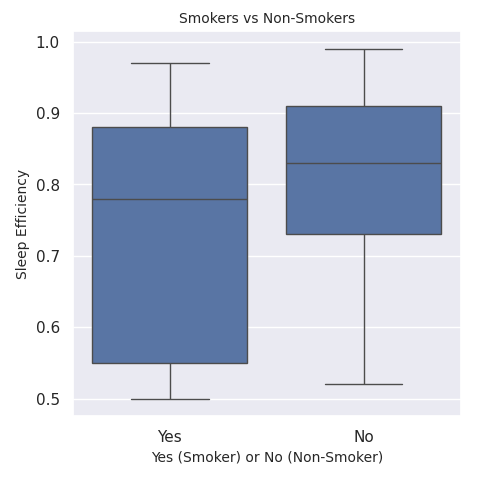 Smokers vs Non-Smokers
1.0
0.9
0.8
0.7
0.6
0.5
Sleep Efficiency
Yes No
Yes (Smoker) or No (Non-Smoker)